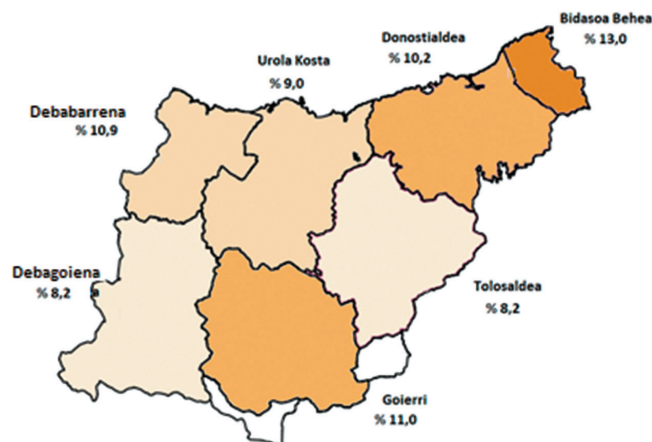 Bidasoa Behea
% 13,0
Donostialdea
% 10,2
Urola Kosta
% 9,0
Debabarrena
% 10,9
Debagoiena
% 8,2
Tolosaldea
% 8,2
Goierri
% 11,0